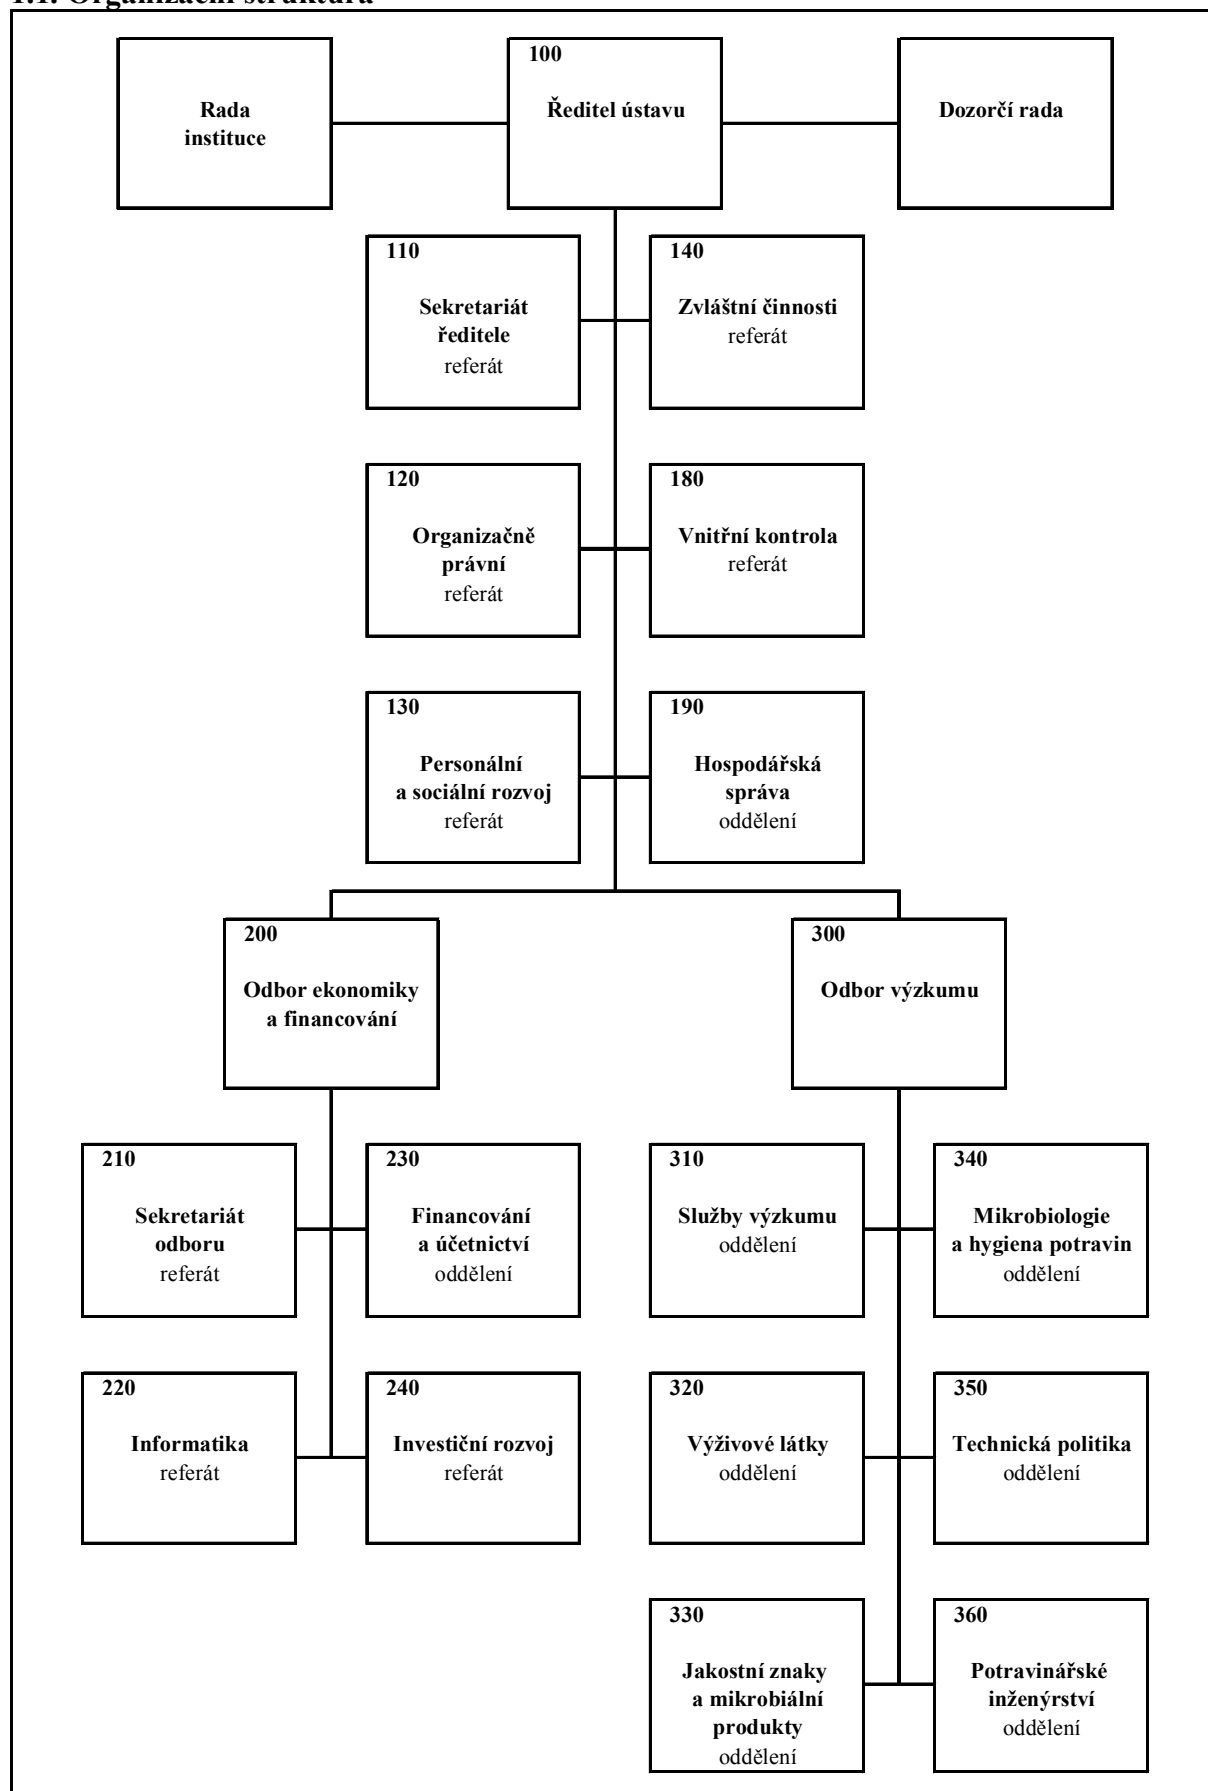 1.1. Organizační struktura
Rada
instituce
100
Ředitel ústavu
Dozorčí rada
110
Sekretariát
ředitele
referát
140
Zvláštní činnosti
referát
120
Organizačně
právní
referát
180
Vnitřní kontrola
referát
130
Personální
a sociální rozvoj
referát
190
Hospodářská
správa
oddělení
200
Odbor ekonomiky
a financování
300
Odbor výzkumu
210
Sekretariát
odboru
referát
230
Financování
a účetnictví
oddělení
310
Služby výzkumu
oddělení
340
Mikrobiologie
a hygiena potravin
oddělení
220
Informatika
referát
240
Investiční rozvoj
referát
320
Výživové látky
oddělení
350
Technická politika
oddělení
330
Jakostní znaky
a mikrobiální
produkty
oddělení
360
Potravinářské
inženýrství
oddělení